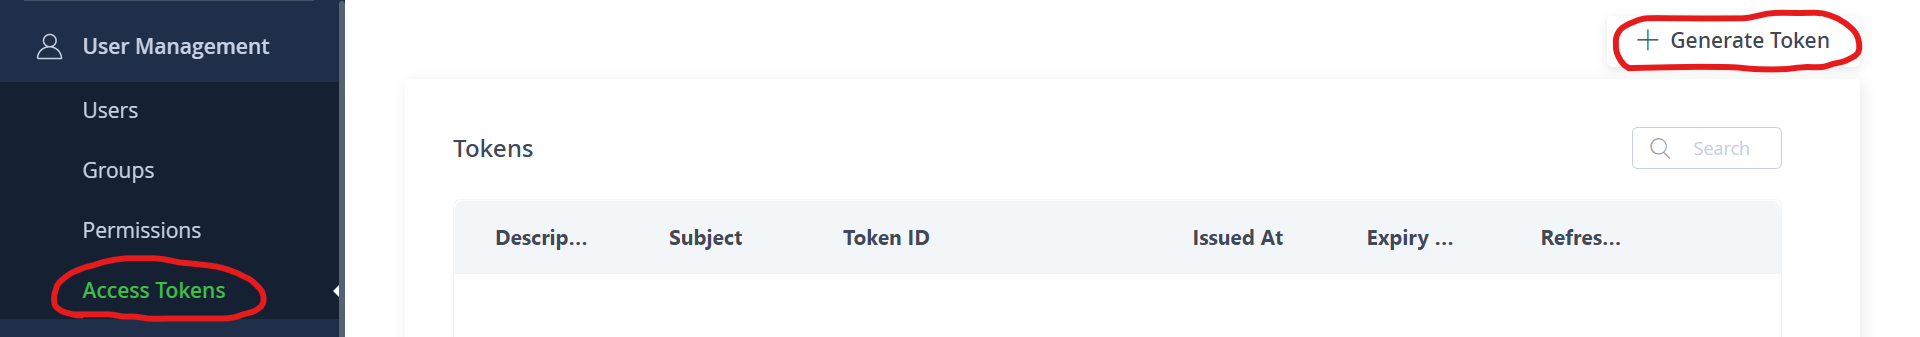 User Management
Users
Groups
Permissions
Access Tokens
Generate Token
Tokens
Search
Descrip... Subject Token ID Issued At Expiry ... Refres...